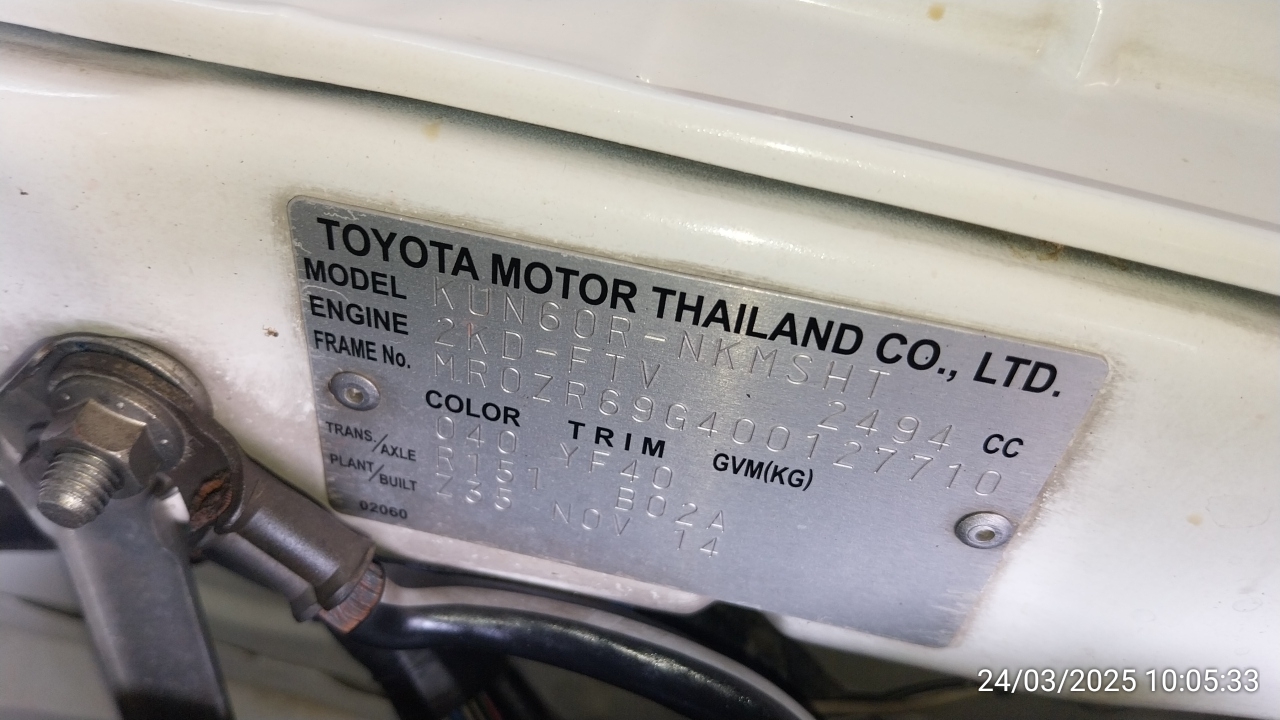 TOYOTA MOTOR THAILAND CO., LTD.
MODEL KUN60R-NKMSHT
ENGINE 2KD-FTV 2494 CC
FRAME No. MR0ZR69G400127710
COLOR TRIM GVM(KG)
040 YF40
TRANS./AXLE R151 B02A
PLANT/BUILT Z35 NOV 14
02060
24/03/2025 10:05:33